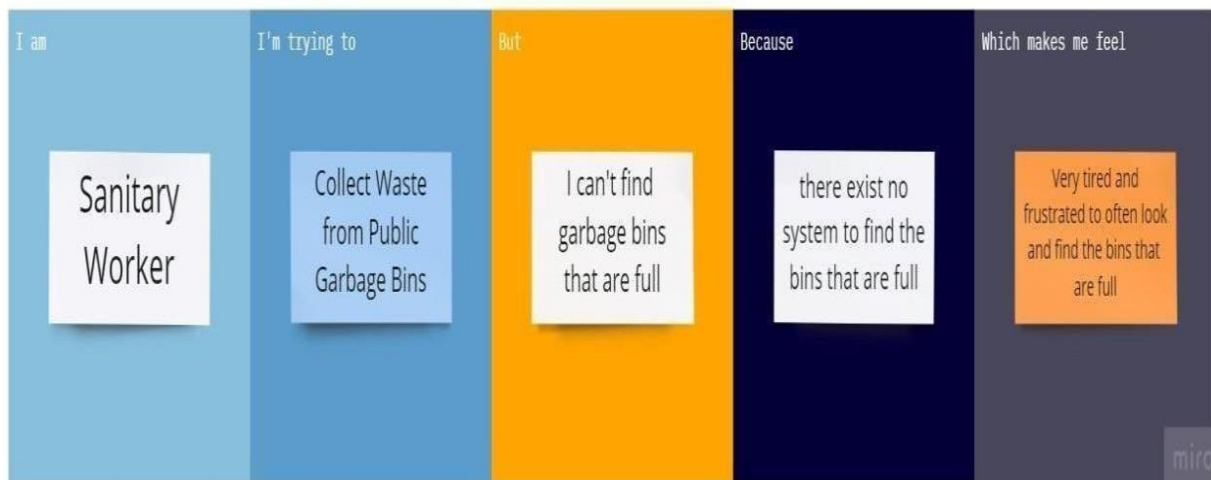 I am
Sanitary
Worker
I'm trying to
Collect Waste
from Public
Garbage Bins
But
I can't find
garbage bins
that are full
Because
there exist no
system to find the
bins that are full
Which makes me feel
Very tired and
frustrated to often look
and find the bins that
are full
miro